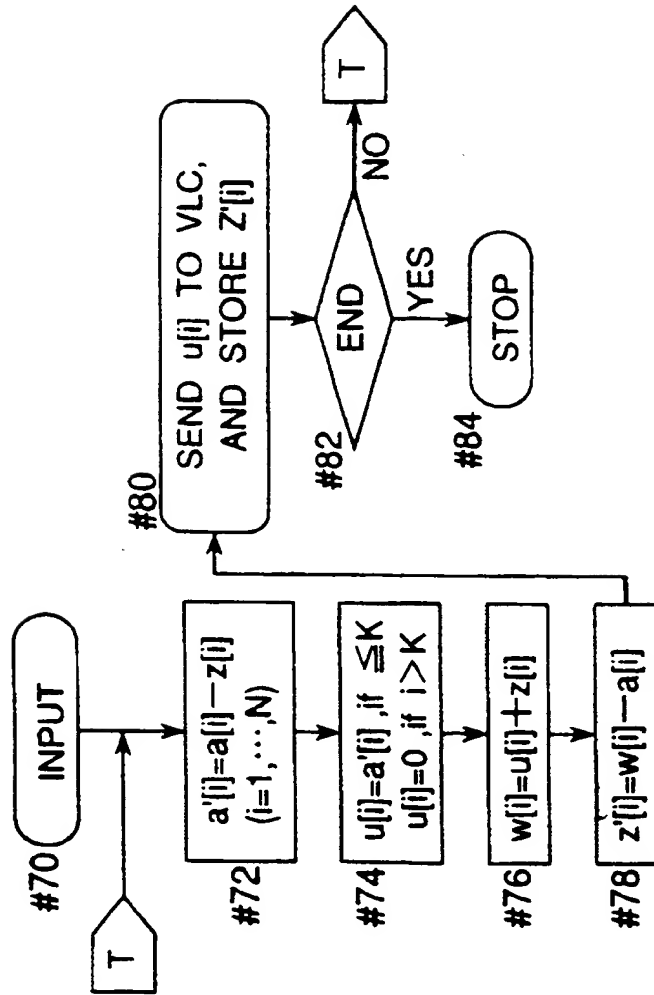 #70
INPUT
T
#72
a'[i]=a[i]−z[i]
(i=1,⋯,N)
#74
u[i]=a'[i] ,if ≦K
u[i]=0 ,if i>K
#76
w[i]=u[i]+z[i]
#78
z'[i]=w[i]−a[i]
#80
SEND u[i] TO VLC,
AND STORE Z'[i]
#82
END
NO
T
YES
#84
STOP